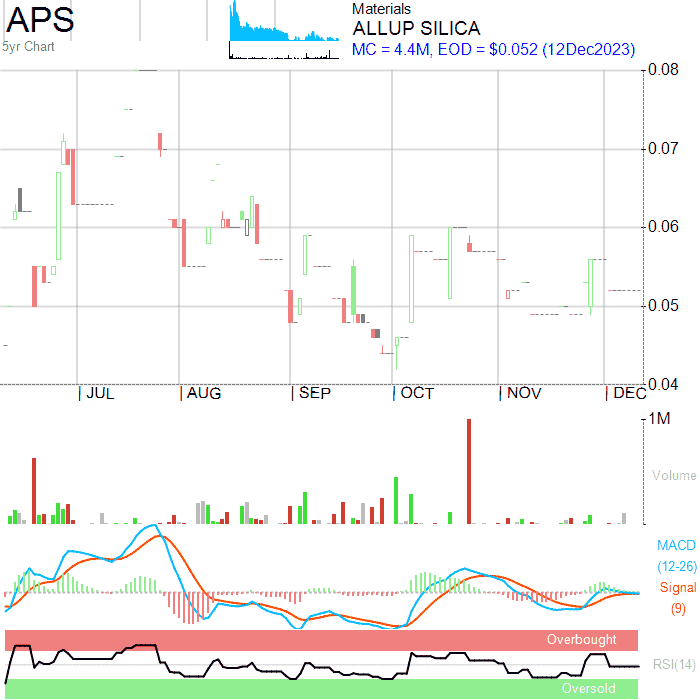 APS
5yr Chart
Materials
ALLUP SILICA
MC = 4.4M, EOD = $0.052 (12Dec2023)
0.08
0.07
0.06
0.05
0.04
JUL AUG SEP OCT NOV DEC
1M
Volume
MACD
(12-26)
Signal
(9)
Overbought
RSI(14)
Oversold